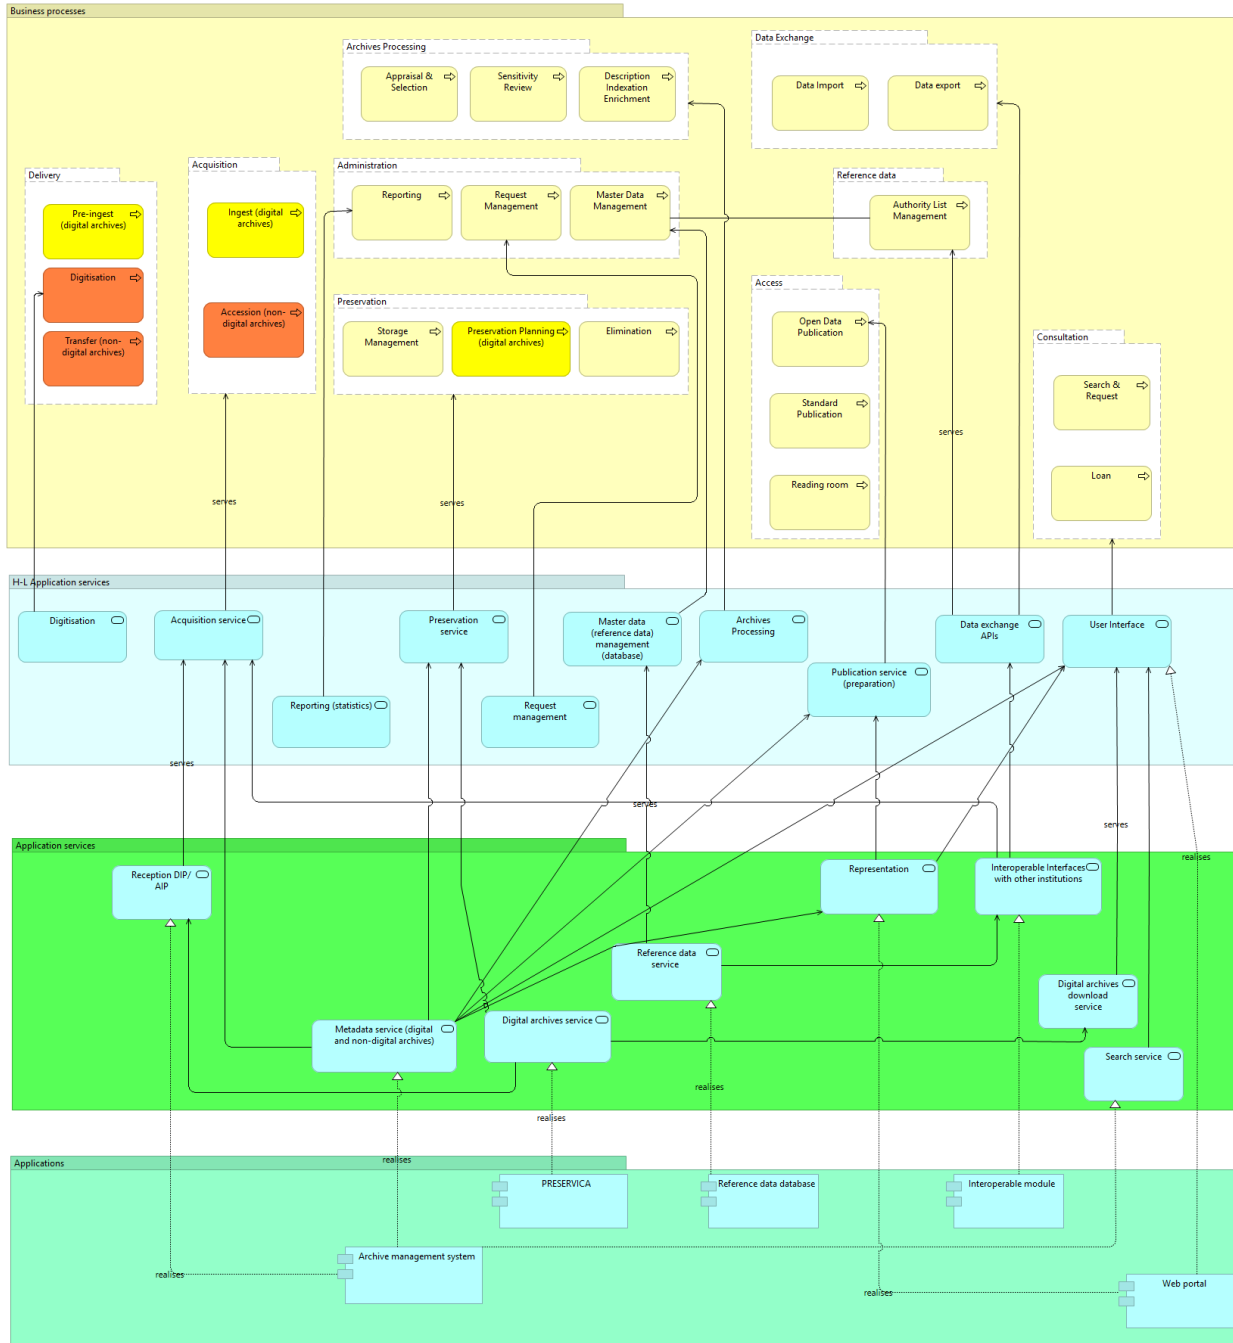 Business processes
Archives Processing
Appraisal &
Selection
Sensitivity
Review
Description
Indexation
Enrichment
Data Exchange
Data Import
Data export
Delivery
Pre-ingest
(digital archives)
Digitisation
Transfer (non-
digital archives)
Acquisition
Ingest (digital
archives)
Accession (non-
digital archives)
Administration
Reporting
Request
Management
Master Data
Management
Reference data
Authority List
Management
Preservation
Storage
Management
Preservation Planning
(digital archives)
Elimination
Access
Open Data
Publication
Standard
Publication
Reading room
Consultation
Search &
Request
Loan
serves
serves
serves
H-L Application services
Digitisation
Acquisition service
Preservation
service
Master data
(reference data)
management
(database)
Archives
Processing
Data exchange
APIs
User Interface
Publication service
(preparation)
Reporting (statistics)
Request
management
serves
serves
serves
realises
Application services
Reception DIP/
AIP
Representation
Interoperable Interfaces
with other institutions
Reference data
service
Digital archives
download
service
Metadata service (digital
and non-digital archives)
Digital archives service
Search service
realises
realises
realises
Applications
PRESERVICA
Reference data database
Interoperable module
Archive management system
realises
Web portal
realises